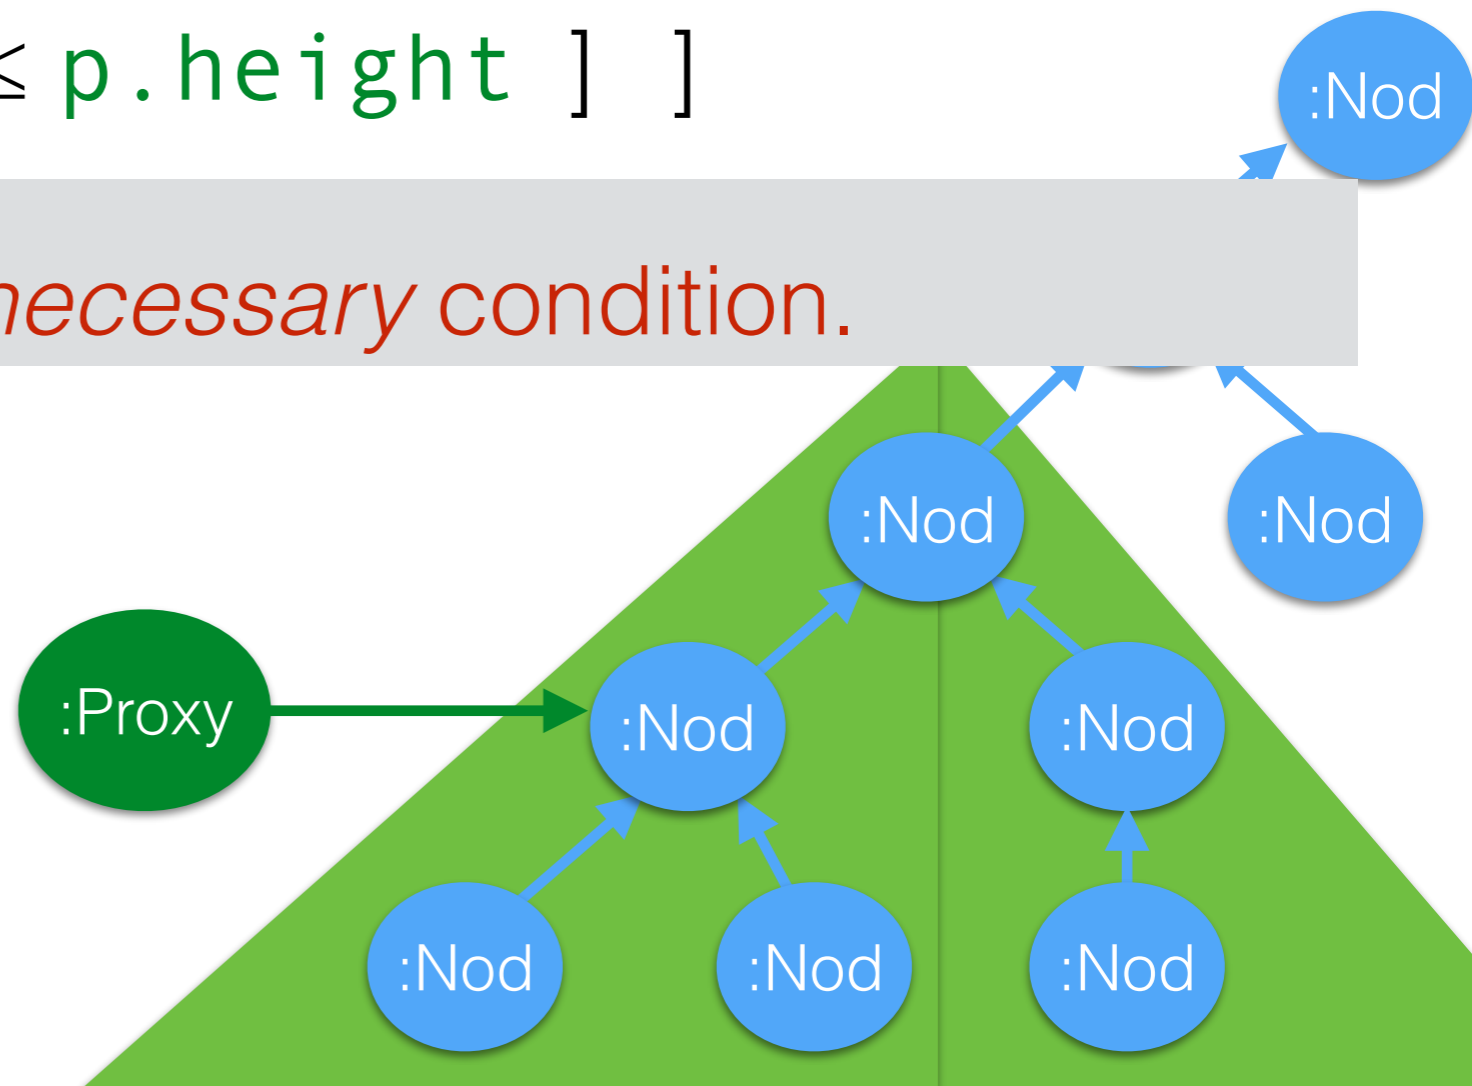 ≤ p.height ] ]
:Nod
necessary condition.
:Nod
:Nod
:Proxy
:Nod
:Nod
:Nod
:Nod
:Nod